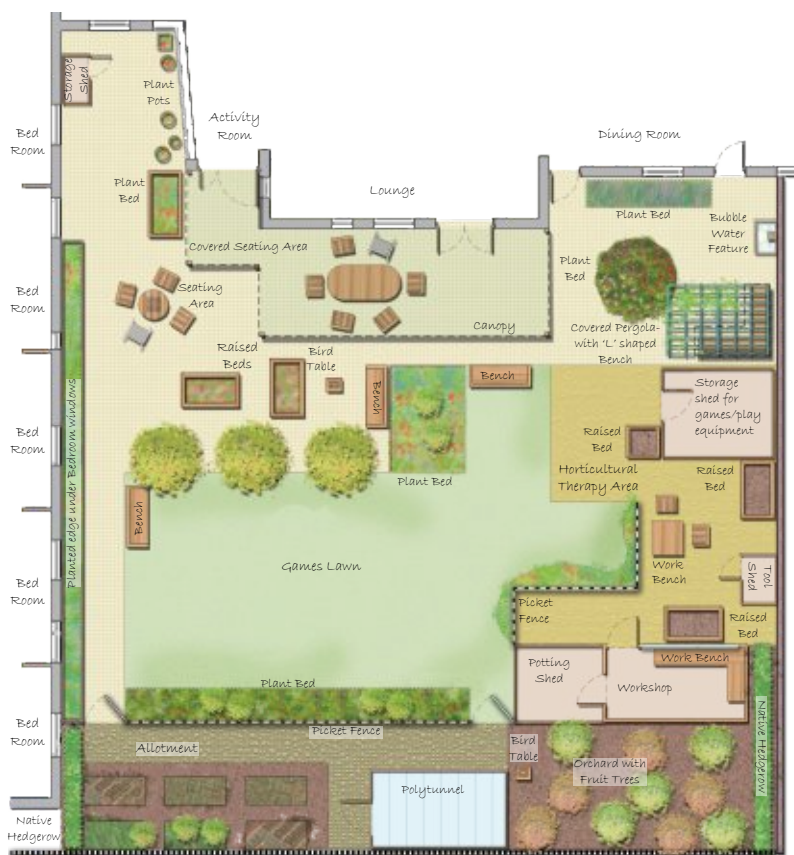 Storage
Shed
Plant
Pots
Activity
Room
Dining Room
Bed
Room
Lounge
Plant
Bed
Plant Bed
Bubble
Water
Feature
Covered Seating Area
Plant
Bed
Seating
Area
Bed
Room
Canopy
Covered Pergola-
with 'L' shaped
Bench
Raised
Beds
Bird
Table
Bench
Bench
Storage
shed for
games/play
equipment
Planted edge under Bedroom windows
Bed
Room
Raised
Bed
Plant Bed
Horticultural
Therapy Area
Raised
Bed
Bench
Games Lawn
Work
Bench
Tool
Shed
Bed
Room
Picket
Fence
Raised
Bed
Potting
Shed
Work Bench
Workshop
Plant Bed
Native Hedgerow
Bed
Room
Picket Fence
Allotment
Bird
Table
Orchard with
Fruit Trees
Polytunnel
Native
Hedgerow